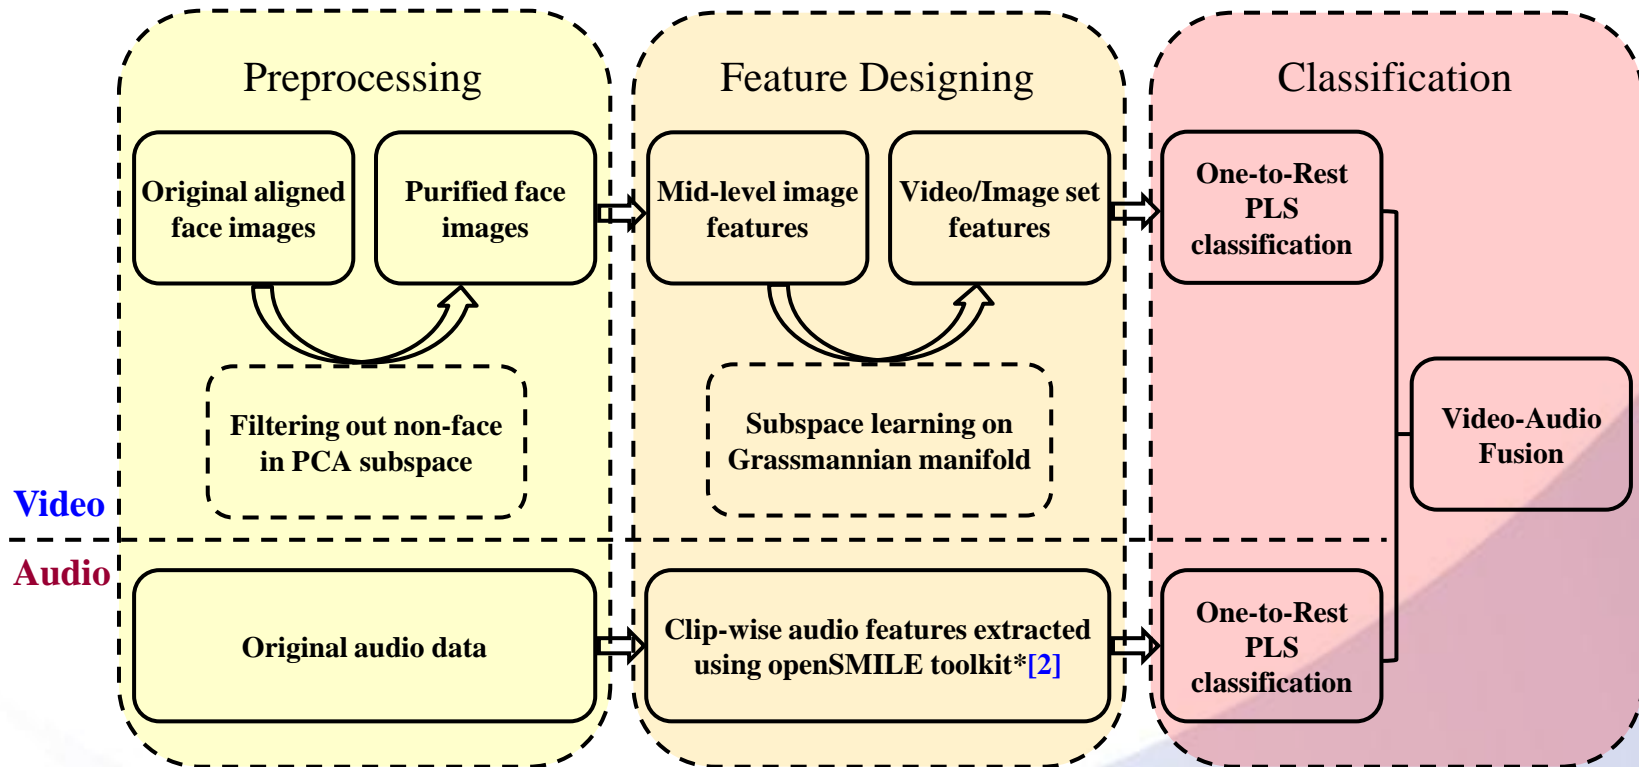 Preprocessing
Feature Designing
Classification
Original aligned
face images
Purified face
images
Mid-level image
features
Video/Image set
features
One-to-Rest
PLS
classification
Filtering out non-face
in PCA subspace
Subspace learning on
Grassmannian manifold
Video-Audio
Fusion
Video
Audio
Original audio data
Clip-wise audio features extracted
using openSMILE toolkit*[2]
One-to-Rest
PLS
classification